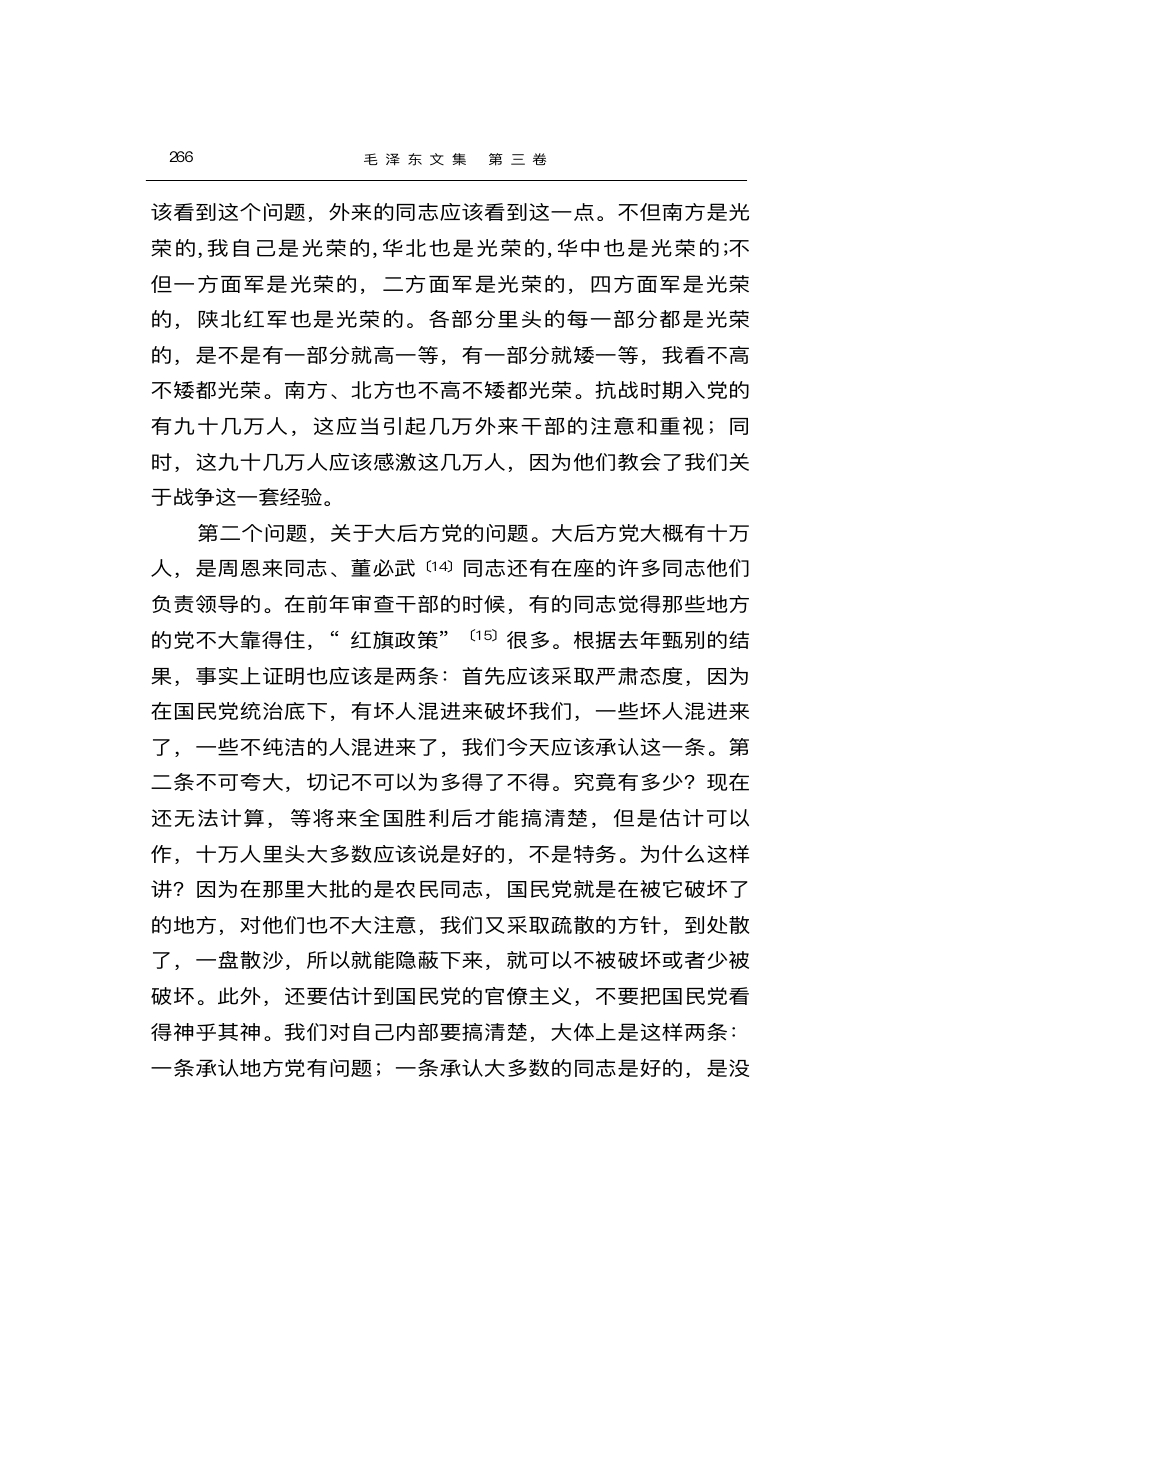 266 毛泽东文集 第三卷
该看到这个问题，外来的同志应该看到这一点。不但南方是光
荣的,我自己是光荣的,华北也是光荣的,华中也是光荣的;不
但一方面军是光荣的，二方面军是光荣的，四方面军是光荣
的，陕北红军也是光荣的。各部分里头的每一部分都是光荣
的，是不是有一部分就高一等，有一部分就矮一等，我看不高
不矮都光荣。南方、北方也不高不矮都光荣。抗战时期入党的
有九十几万人，这应当引起几万外来干部的注意和重视；同
时，这九十几万人应该感激这几万人，因为他们教会了我们关
于战争这一套经验。
第二个问题，关于大后方党的问题。大后方党大概有十万
人，是周恩来同志、董必武〔14〕同志还有在座的许多同志他们
负责领导的。在前年审查干部的时候，有的同志觉得那些地方
的党不大靠得住，“红旗政策”〔15〕很多。根据去年甄别的结
果，事实上证明也应该是两条：首先应该采取严肃态度，因为
在国民党统治底下，有坏人混进来破坏我们，一些坏人混进来
了，一些不纯洁的人混进来了，我们今天应该承认这一条。第
二条不可夸大，切记不可以为多得了不得。究竟有多少？现在
还无法计算，等将来全国胜利后才能搞清楚，但是估计可以
作，十万人里头大多数应该说是好的，不是特务。为什么这样
讲？因为在那里大批的是农民同志，国民党就是在被它破坏了
的地方，对他们也不大注意，我们又采取疏散的方针，到处散
了，一盘散沙，所以就能隐蔽下来，就可以不被破坏或者少被
破坏。此外，还要估计到国民党的官僚主义，不要把国民党看
得神乎其神。我们对自己内部要搞清楚，大体上是这样两条：
一条承认地方党有问题；一条承认大多数的同志是好的，是没